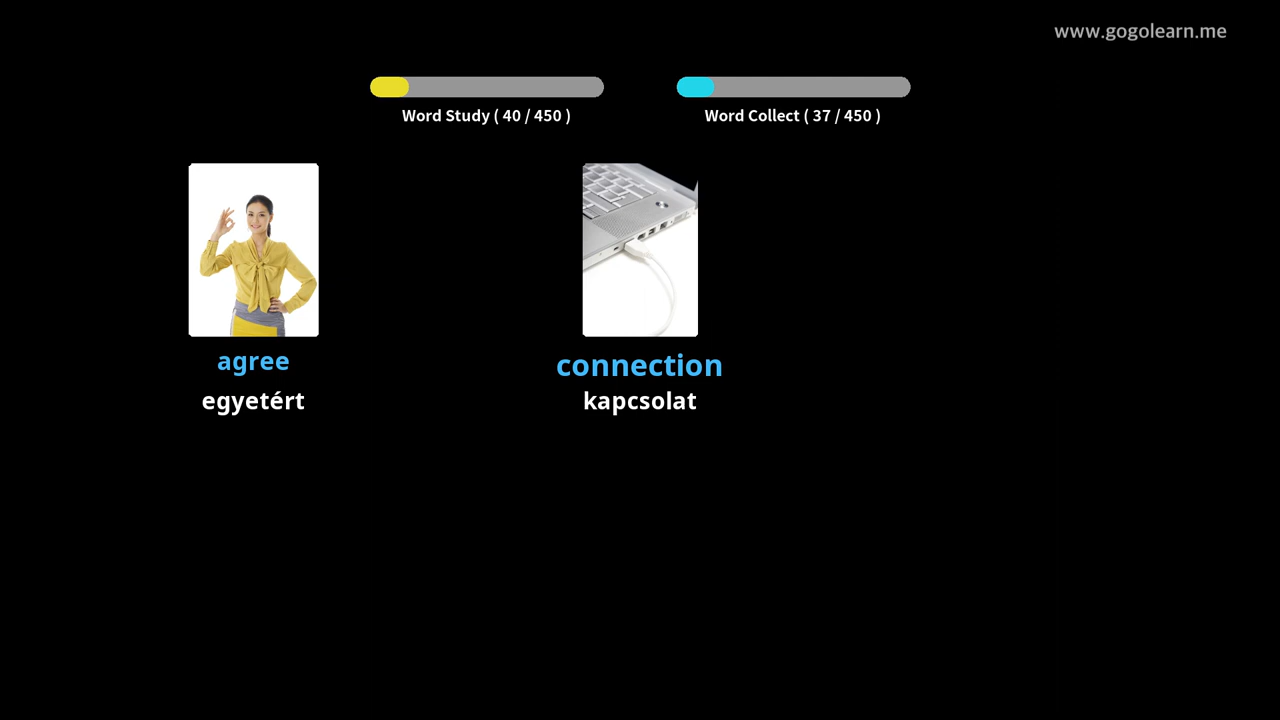 www.gogolearn.me
Word Study ( 40 / 450 )
Word Collect ( 37 / 450 )
agree
egyetért
connection
kapcsolat